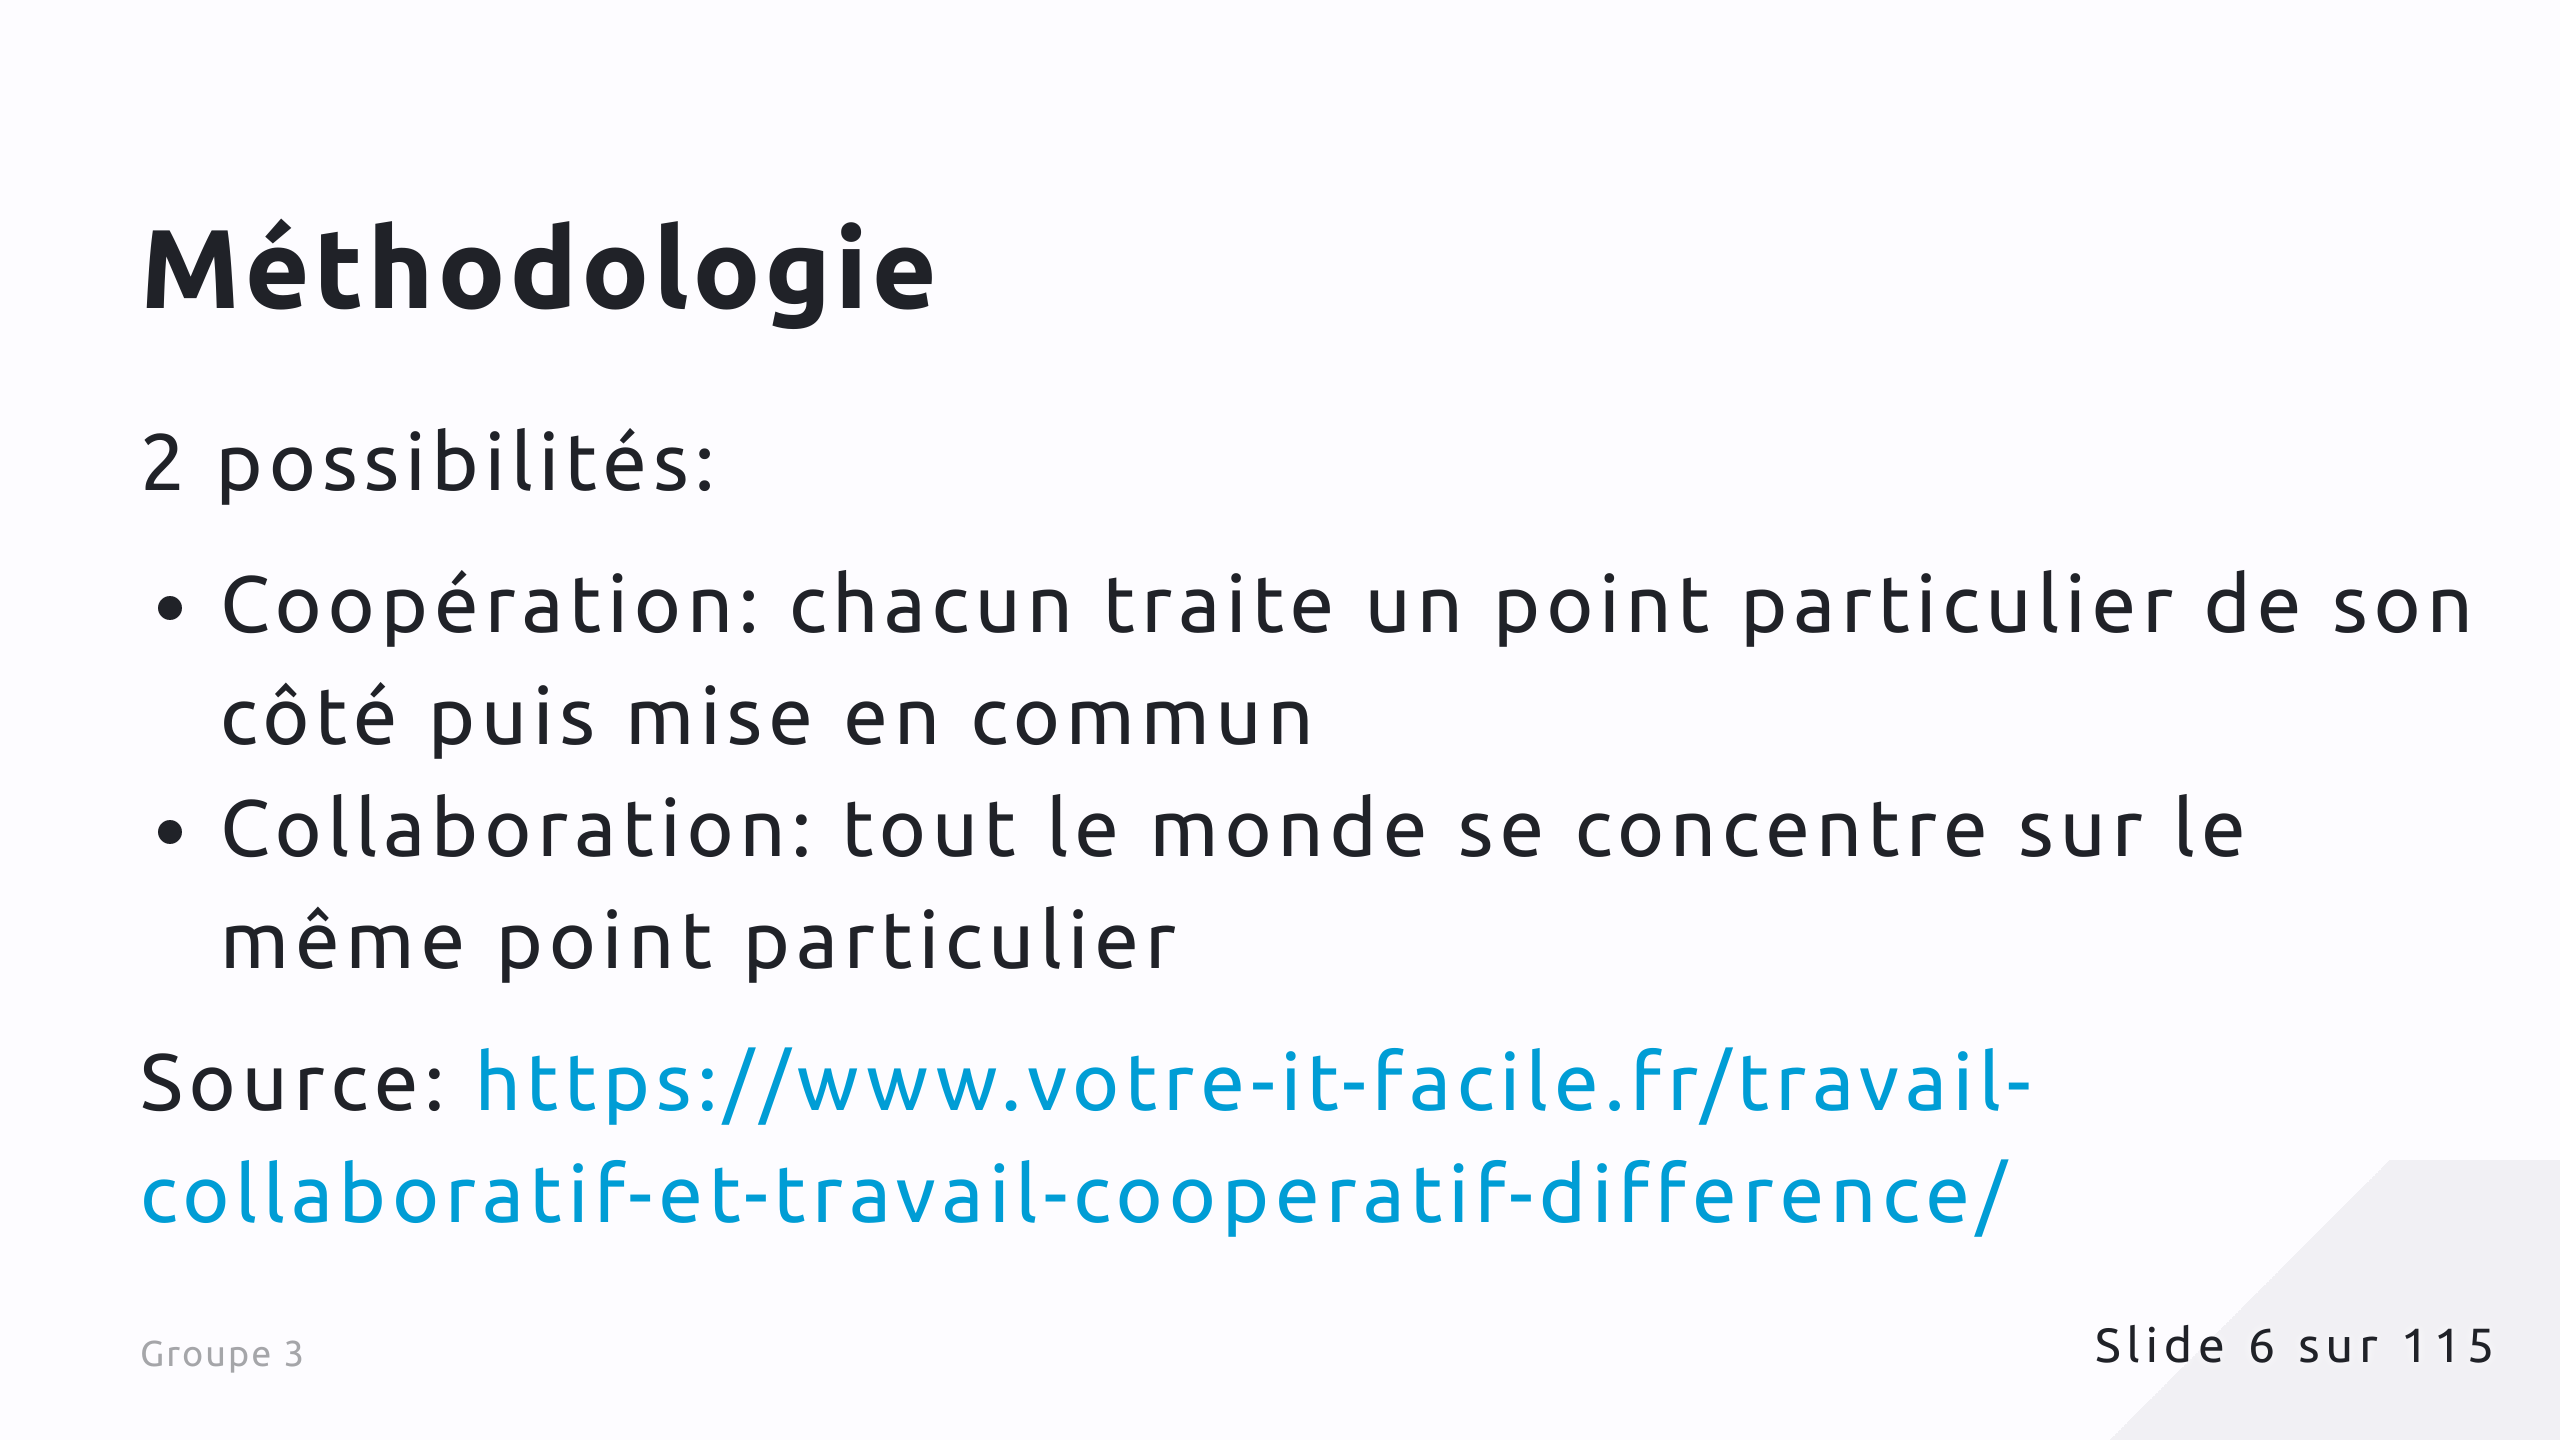 Méthodologie
2 possibilités:
• Coopération: chacun traite un point particulier de son
côté puis mise en commun
• Collaboration: tout le monde se concentre sur le
même point particulier
Source: https://www.votre-it-facile.fr/travail-
collaboratif-et-travail-cooperatif-difference/
Groupe 3
Slide 6 sur 115